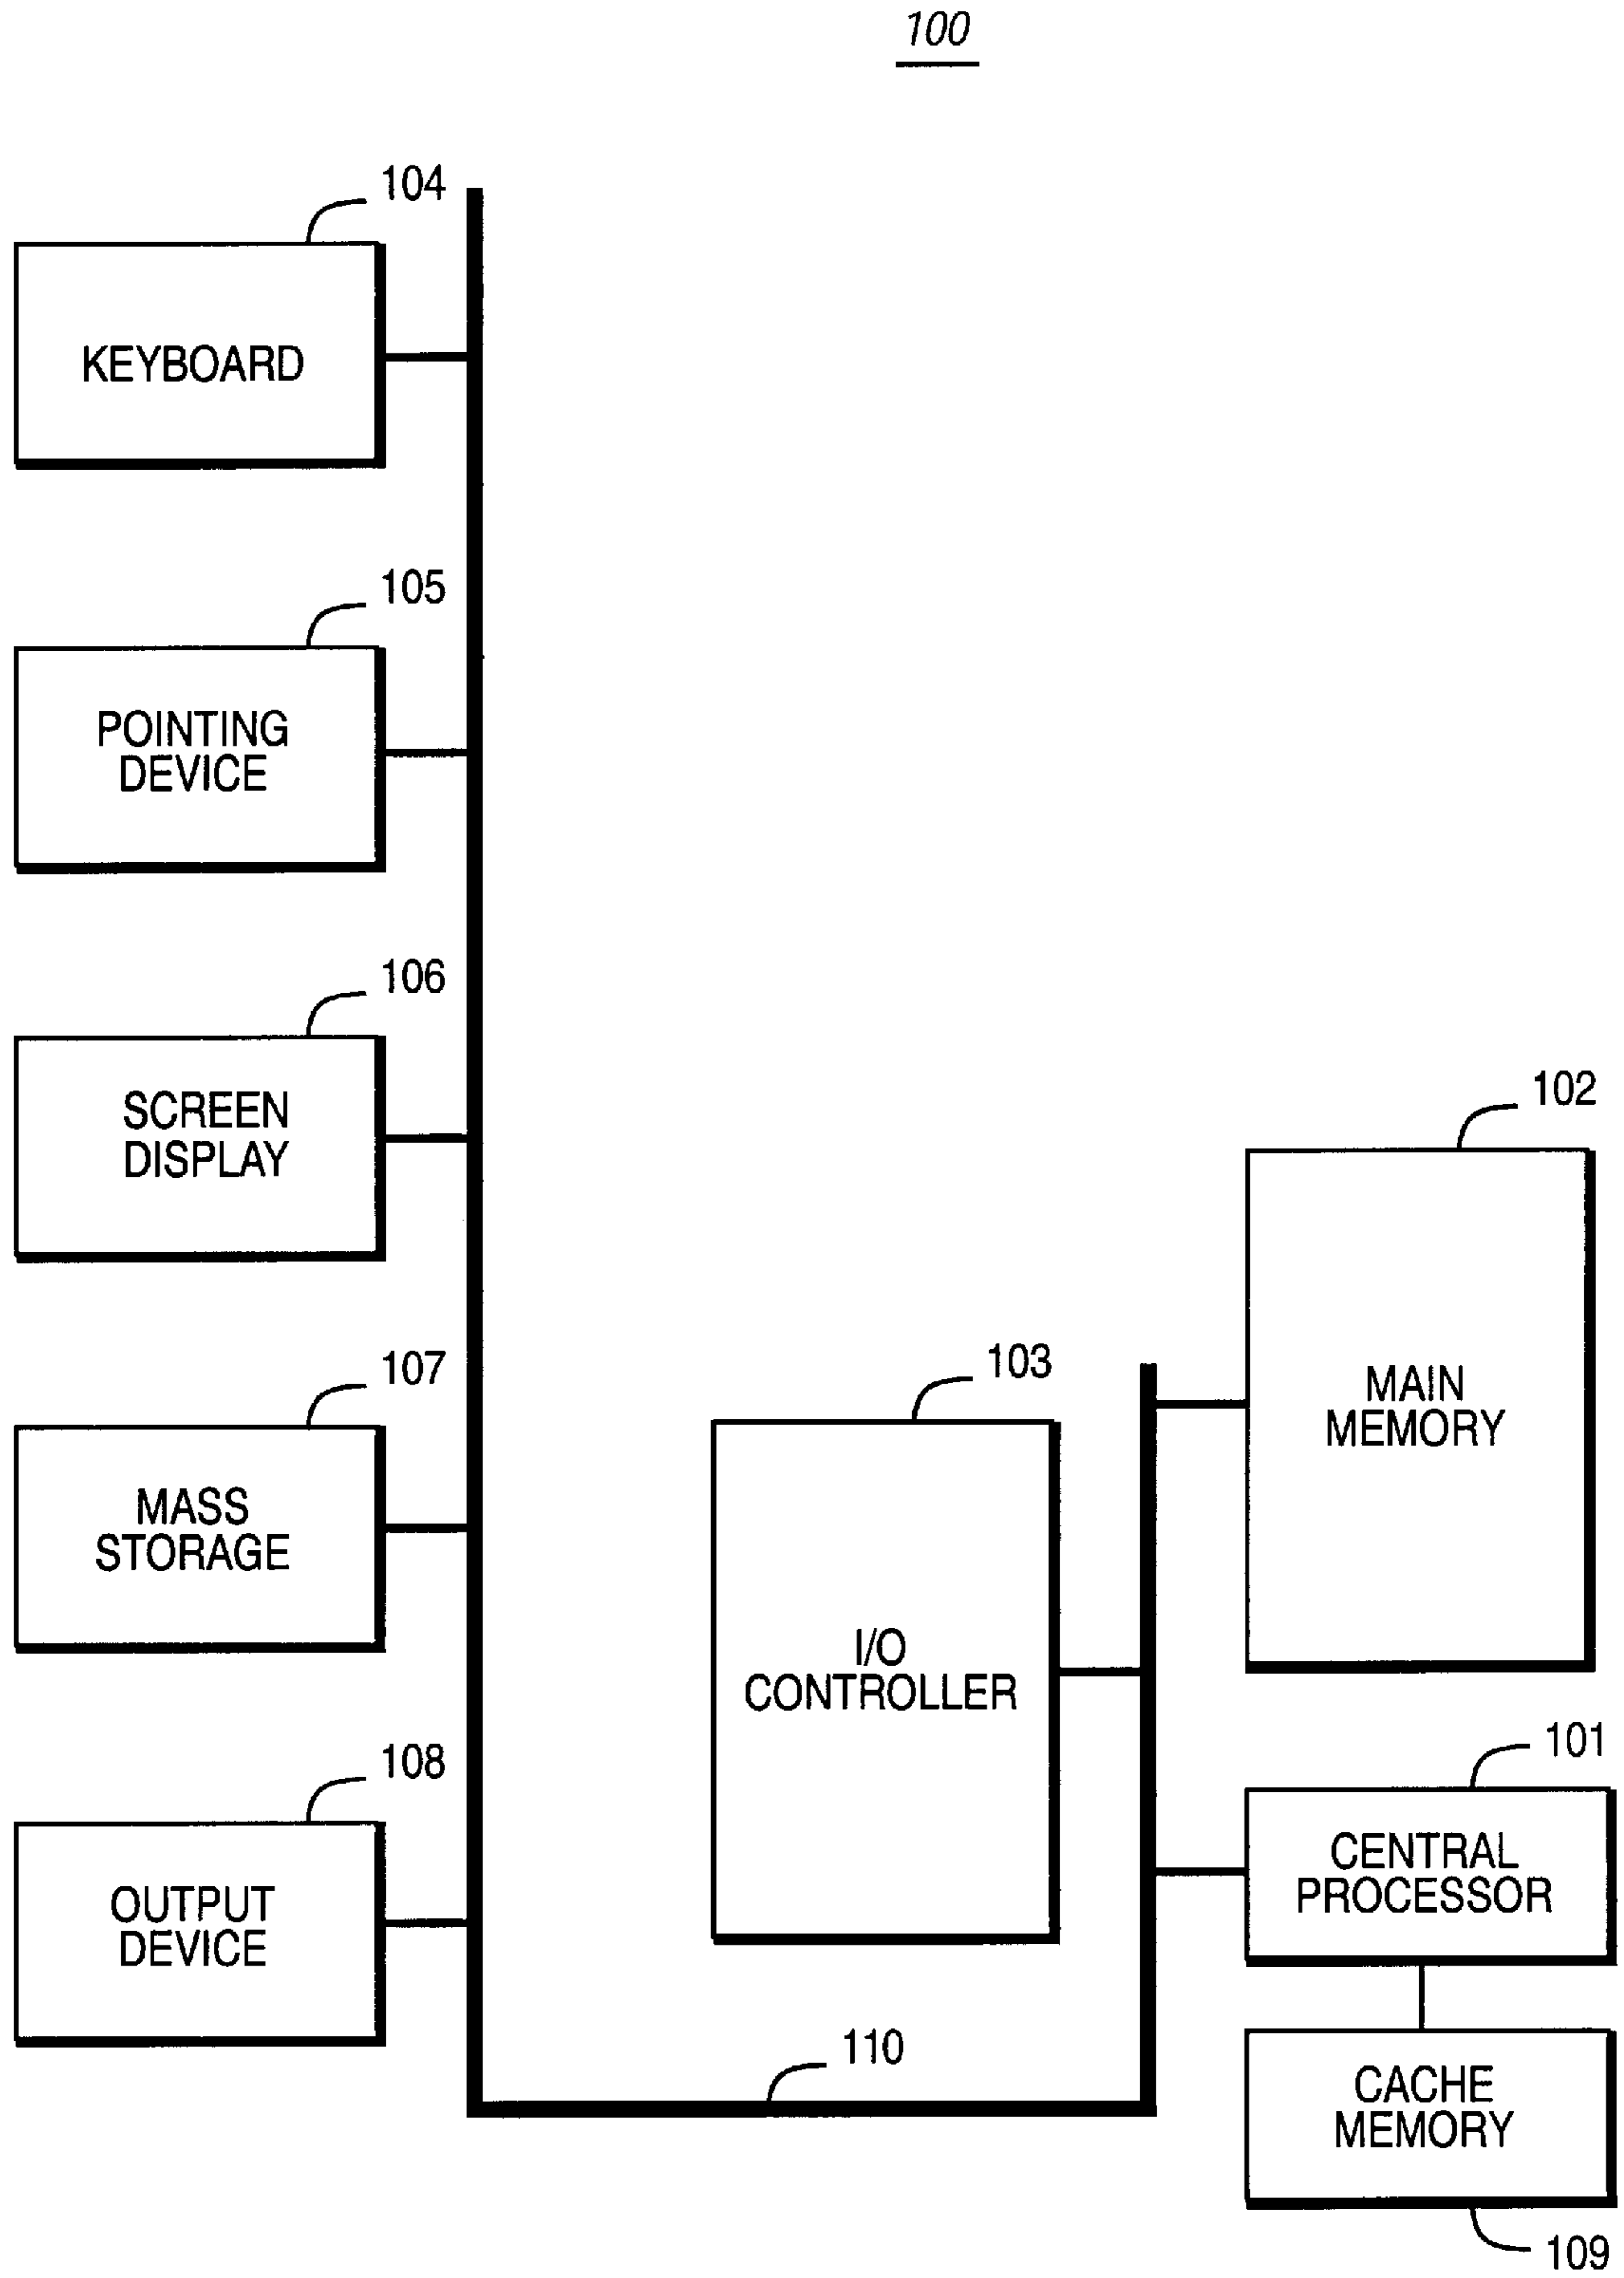 100
104
KEYBOARD
105
POINTING
DEVICE
106
SCREEN
DISPLAY
107
MASS
STORAGE
108
OUTPUT
DEVICE
103
I/O
CONTROLLER
102
MAIN
MEMORY
101
CENTRAL
PROCESSOR
110
CACHE
MEMORY
109